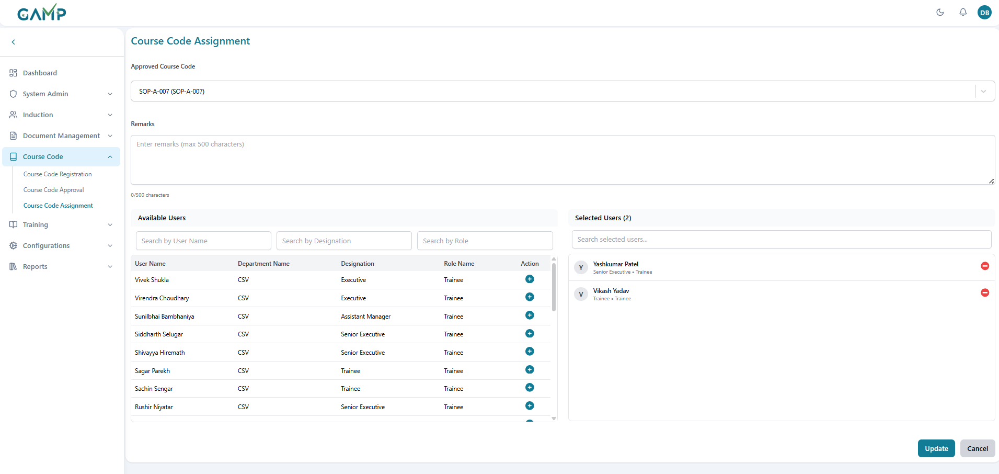 GAMP
DB
Course Code Assignment
Dashboard
System Admin
Induction
Document Management
Course Code
Course Code Registration
Course Code Approval
Course Code Assignment
Training
Configurations
Reports
Approved Course Code
SOP-A-007 (SOP-A-007)
Remarks
Enter remarks (max 500 characters)
0/500 characters
Available Users
Search by User Name Search by Designation Search by Role
User Name Department Name Designation Role Name Action
Vivek Shukla CSV Executive Trainee
Virendra Choudhary CSV Executive Trainee
Sunilbhai Bambhaniya CSV Assistant Manager Trainee
Siddharth Selugar CSV Senior Executive Trainee
Shivayya Hiremath CSV Senior Executive Trainee
Sagar Parekh CSV Trainee Trainee
Sachin Sengar CSV Trainee Trainee
Rushir Niyatar CSV Senior Executive Trainee
Selected Users (2)
Search selected users...
Y
Yashkumar Patel
Senior Executive • Trainee
V
Vikash Yadav
Trainee • Trainee
Update Cancel